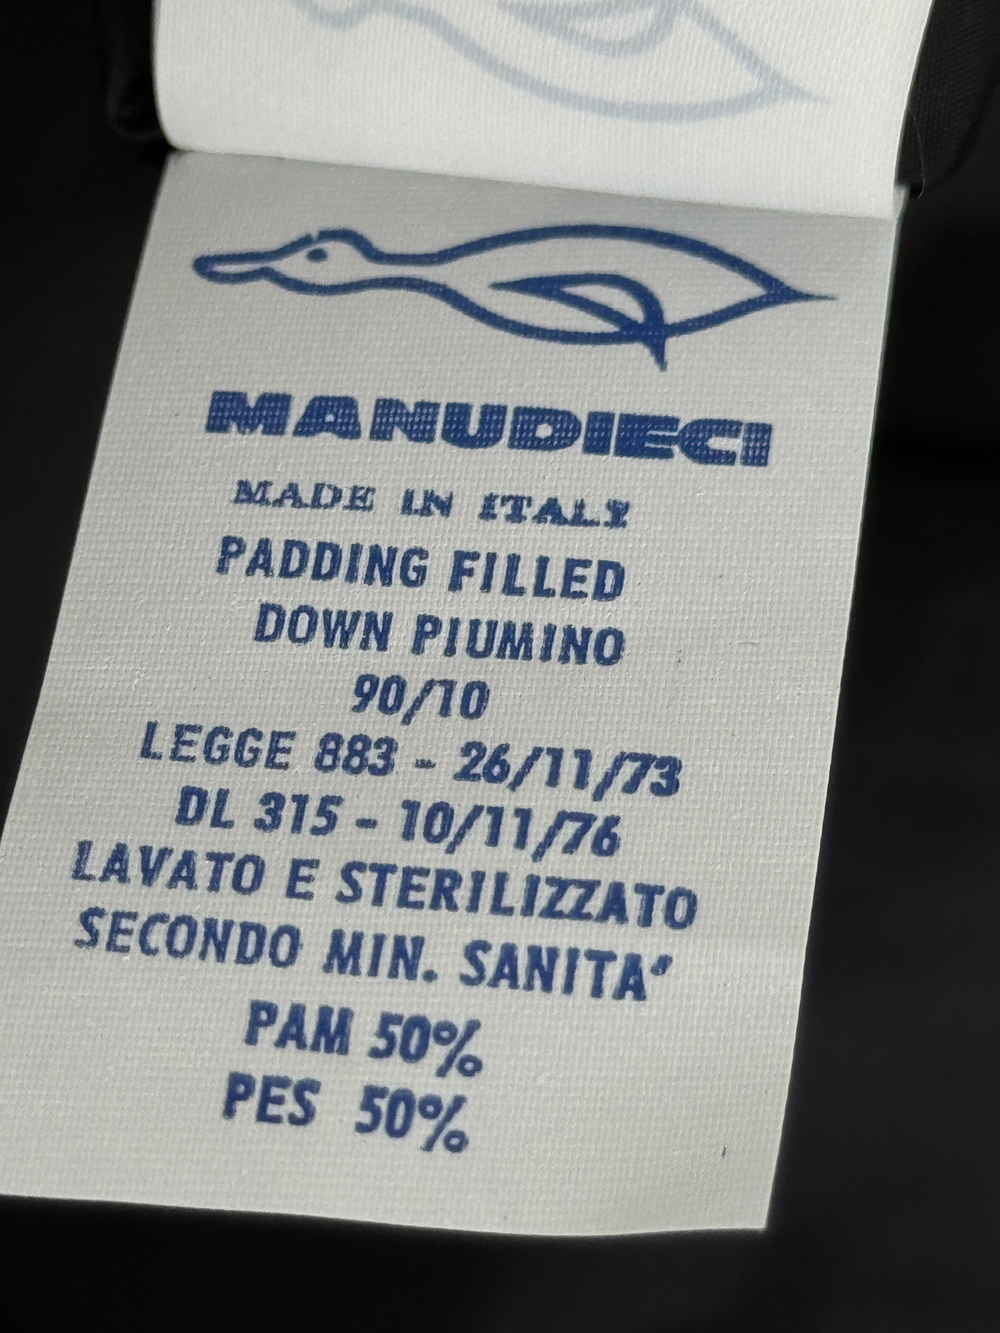 MANUDIECI
MADE IN ITALY
PADDING FILLED
DOWN PIUMINO
90/10
LEGGE 883 - 26/11/73
DL 315 - 10/11/76
LAVATO E STERILIZZATO
SECONDO MIN. SANITA'
PAM 50%
PES 50%